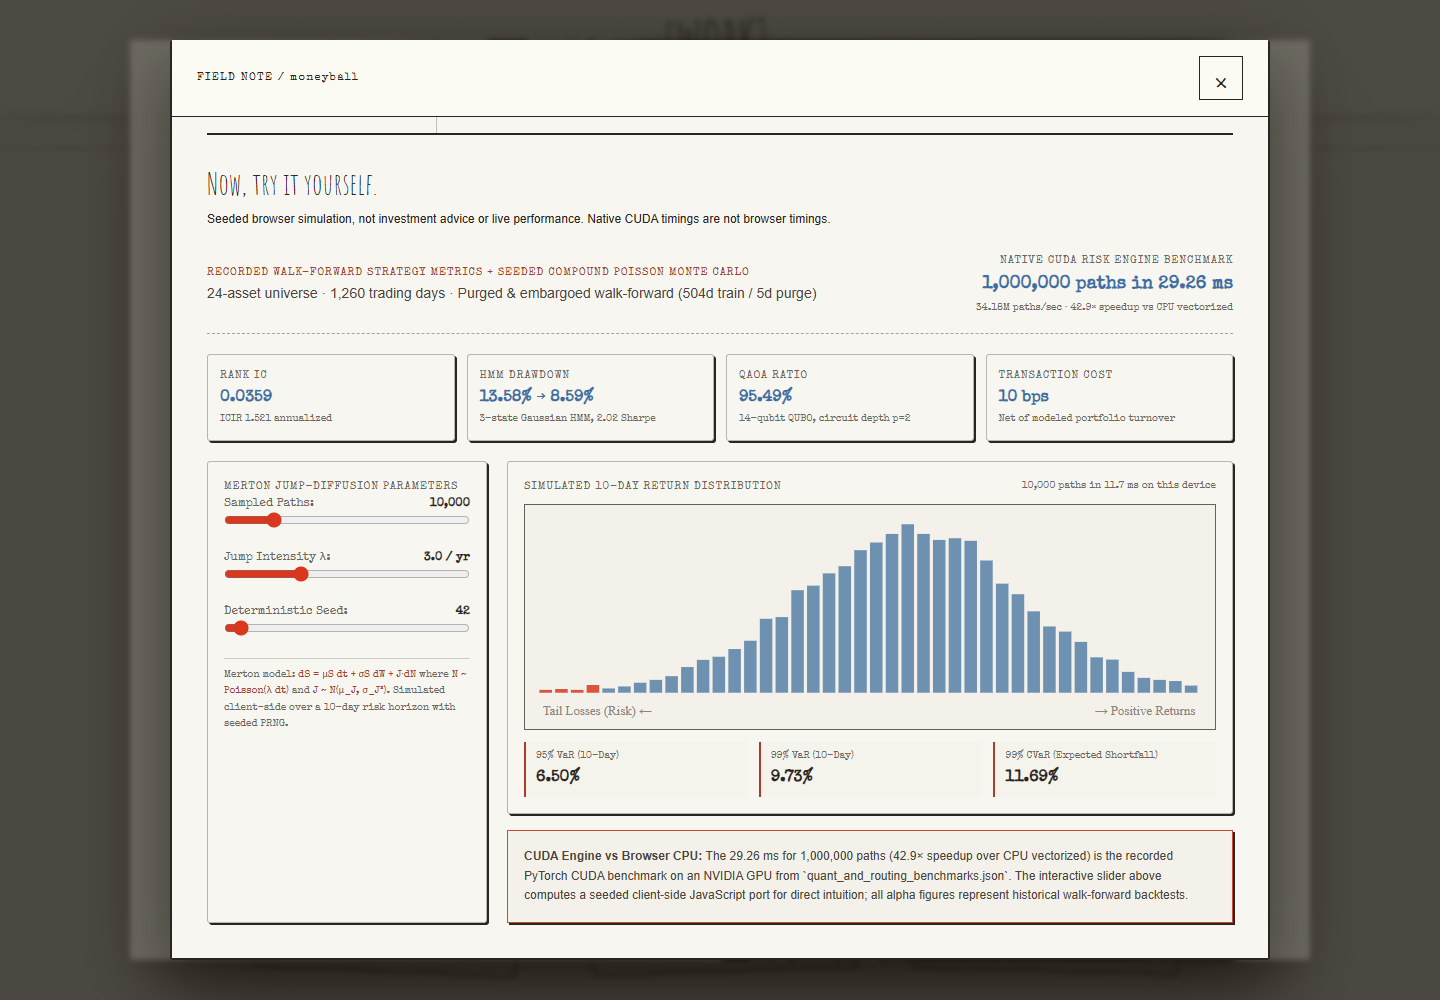 FIELD NOTE / moneyball
×
Now, try it yourself.
Seeded browser simulation, not investment advice or live performance. Native CUDA timings are not browser timings.
RECORDED WALK-FORWARD STRATEGY METRICS + SEEDED COMPOUND POISSON MONTE CARLO
24-asset universe · 1,260 trading days · Purged & embargoed walk-forward (504d train / 5d purge)
NATIVE CUDA RISK ENGINE BENCHMARK
1,000,000 paths in 29.26 ms
34.18M paths/sec · 42.9× speedup vs CPU vectorized
RANK IC
0.0359
ICIR 1.521 annualized
HMM DRAWDOWN
13.58% → 8.59%
3-state Gaussian HMM, 2.02 Sharpe
QAOA RATIO
95.49%
14-qubit QUBO, circuit depth p=2
TRANSACTION COST
10 bps
Net of modeled portfolio turnover
MERTON JUMP-DIFFUSION PARAMETERS
Sampled Paths: 10,000
Jump Intensity λ: 3.0 / yr
Deterministic Seed: 42
Merton model: dS = μS dt + σS dW + J·dN where N ~
Poisson(λ dt) and J ~ N(μ_J, σ_J²). Simulated
client-side over a 10-day risk horizon with
seeded PRNG.
SIMULATED 10-DAY RETURN DISTRIBUTION
10,000 paths in 11.7 ms on this device
Tail Losses (Risk) ←
→ Positive Returns
95% VaR (10-Day)
6.50%
99% VaR (10-Day)
9.73%
99% CVaR (Expected Shortfall)
11.69%
CUDA Engine vs Browser CPU: The 29.26 ms for 1,000,000 paths (42.9× speedup over CPU vectorized) is the recorded
PyTorch CUDA benchmark on an NVIDIA GPU from `quant_and_routing_benchmarks.json`. The interactive slider above
computes a seeded client-side JavaScript port for direct intuition; all alpha figures represent historical walk-forward backtests.